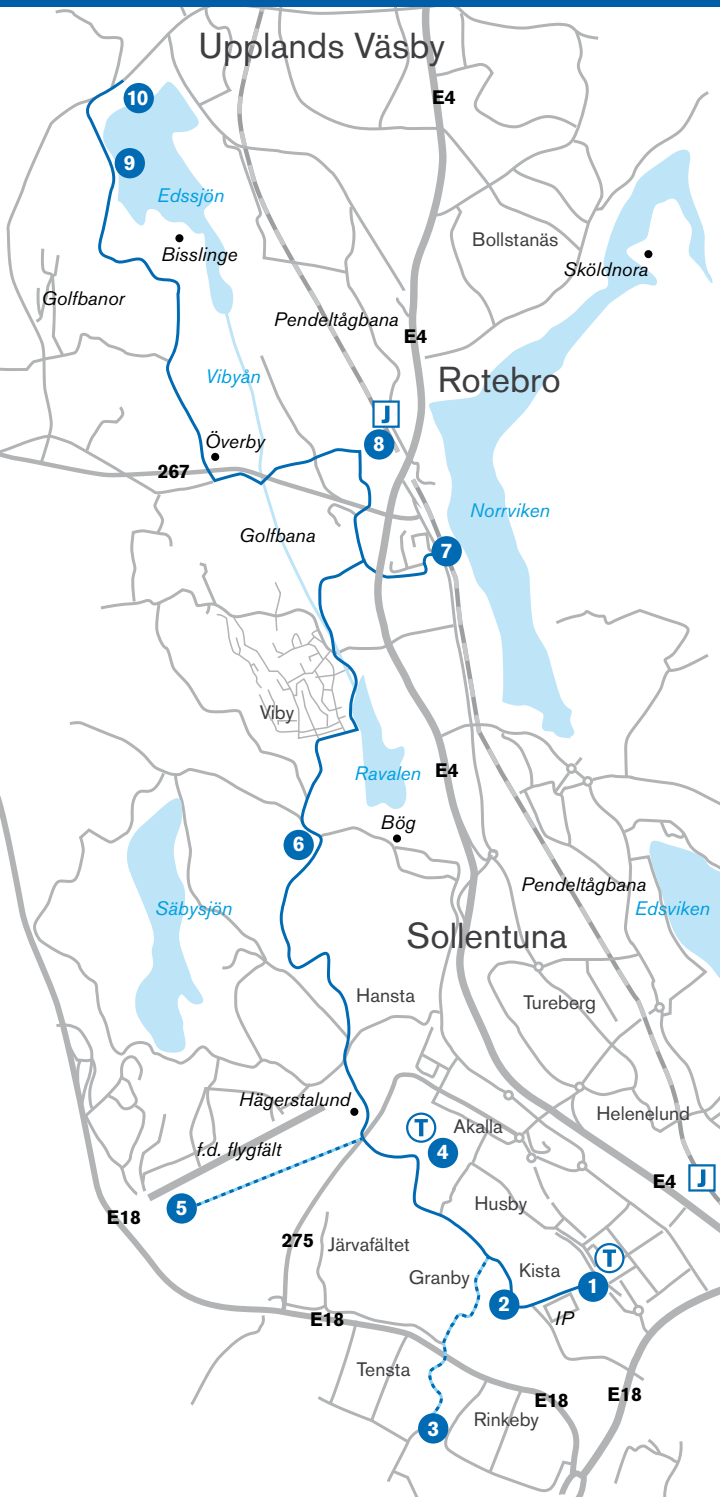 Upplands Väsby
10
E4
9
Edssjön
Bollstanäs
Bisslinge
Sköldnora
Golfbanor
Pendeltågbana
E4
Vibyån
Rotebro
J
Överby
8
267
Norrviken
Golfbana
7
Viby
Ravalen
E4
Bög
6
Pendeltågbana
Säbysjön
Edsviken
Sollentuna
Hansta
Tureberg
Hägerstalund
Helenelund
T
Akalla
f.d. flygfält
4
E4
J
5
Husby
E18
275
Järvafältet
T
Granby
Kista
1
2
IP
E18
Tensta
E18
E18
Rinkeby
3